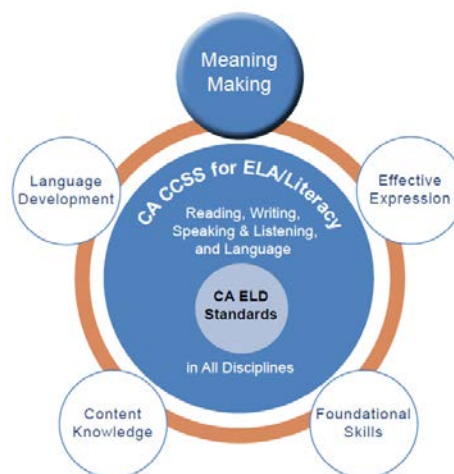 Meaning
Making
Language
Development
Effective
Expression
CA CCSS for ELA/Literacy
Reading, Writing,
Speaking & Listening,
and Language
CA ELD
Standards
in All Disciplines
Content
Knowledge
Foundational
Skills